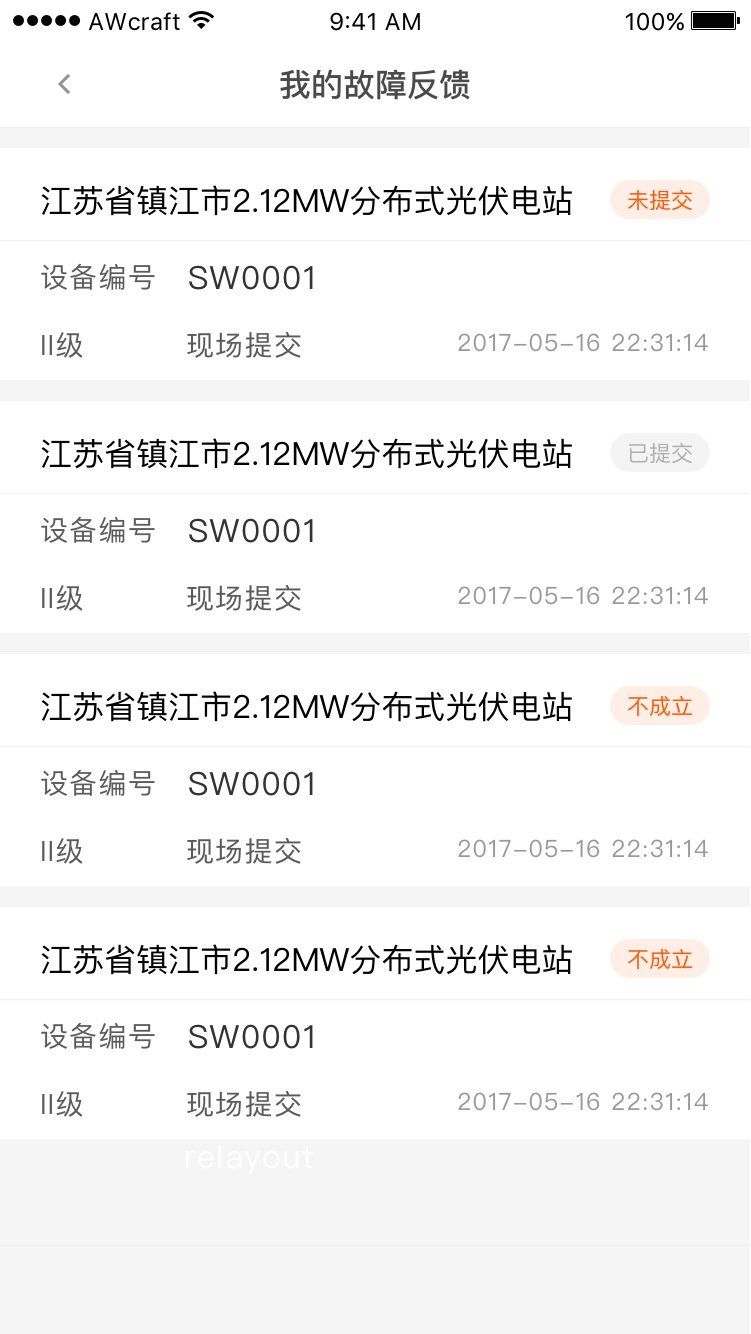 AWcraft 9:41 AM 100%
我的故障反馈
江苏省镇江市2.12MW分布式光伏电站 未提交
设备编号 SW0001
II级 现场提交 2017-05-16 22:31:14
江苏省镇江市2.12MW分布式光伏电站 已提交
设备编号 SW0001
II级 现场提交 2017-05-16 22:31:14
江苏省镇江市2.12MW分布式光伏电站 不成立
设备编号 SW0001
II级 现场提交 2017-05-16 22:31:14
江苏省镇江市2.12MW分布式光伏电站 不成立
设备编号 SW0001
II级 现场提交 2017-05-16 22:31:14
relayout